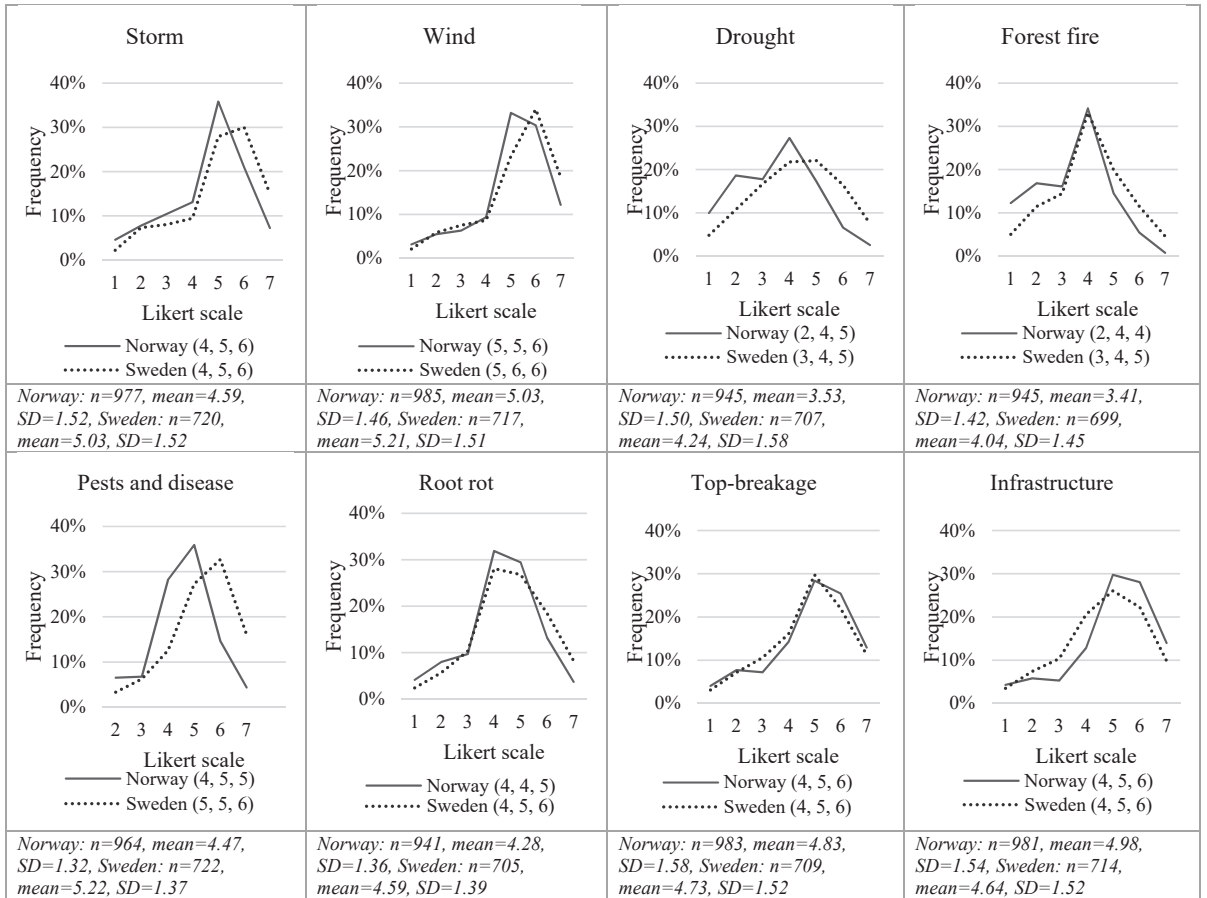 Storm
40%
30%
20%
10%
0%
Frequency
1 2 3 4 5 6 7
Likert scale
Norway (4, 5, 6)
Sweden (4, 5, 6)
Norway: n=977, mean=4.59,
SD=1.52, Sweden: n=720,
mean=5.03, SD=1.52
Wind
40%
30%
20%
10%
0%
Frequency
1 2 3 4 5 6 7
Likert scale
Norway (5, 5, 6)
Sweden (5, 6, 6)
Norway: n=985, mean=5.03,
SD=1.46, Sweden: n=717,
mean=5.21, SD=1.51
Drought
40%
30%
20%
10%
0%
Frequency
1 2 3 4 5 6 7
Likert scale
Norway (2, 4, 5)
Sweden (3, 4, 5)
Norway: n=945, mean=3.53,
SD=1.50, Sweden: n=707,
mean=4.24, SD=1.58
Forest fire
40%
30%
20%
10%
0%
Frequency
1 2 3 4 5 6 7
Likert scale
Norway (2, 4, 4)
Sweden (3, 4, 5)
Norway: n=945, mean=3.41,
SD=1.42, Sweden: n=699,
mean=4.04, SD=1.45
Pests and disease
40%
30%
20%
10%
0%
Frequency
2 3 4 5 6 7
Likert scale
Norway (4, 5, 5)
Sweden (5, 5, 6)
Norway: n=964, mean=4.47,
SD=1.32, Sweden: n=722,
mean=5.22, SD=1.37
Root rot
40%
30%
20%
10%
0%
Frequency
1 2 3 4 5 6 7
Likert scale
Norway (4, 4, 5)
Sweden (4, 5, 6)
Norway: n=941, mean=4.28,
SD=1.36, Sweden: n=705,
mean=4.59, SD=1.39
Top-breakage
40%
30%
20%
10%
0%
Frequency
1 2 3 4 5 6 7
Likert scale
Norway (4, 5, 6)
Sweden (4, 5, 6)
Norway: n=983, mean=4.83,
SD=1.58, Sweden: n=709,
mean=4.73, SD=1.52
Infrastructure
40%
30%
20%
10%
0%
Frequency
1 2 3 4 5 6 7
Likert scale
Norway (4, 5, 6)
Sweden (4, 5, 6)
Norway: n=981, mean=4.98,
SD=1.54, Sweden: n=714,
mean=4.64, SD=1.52